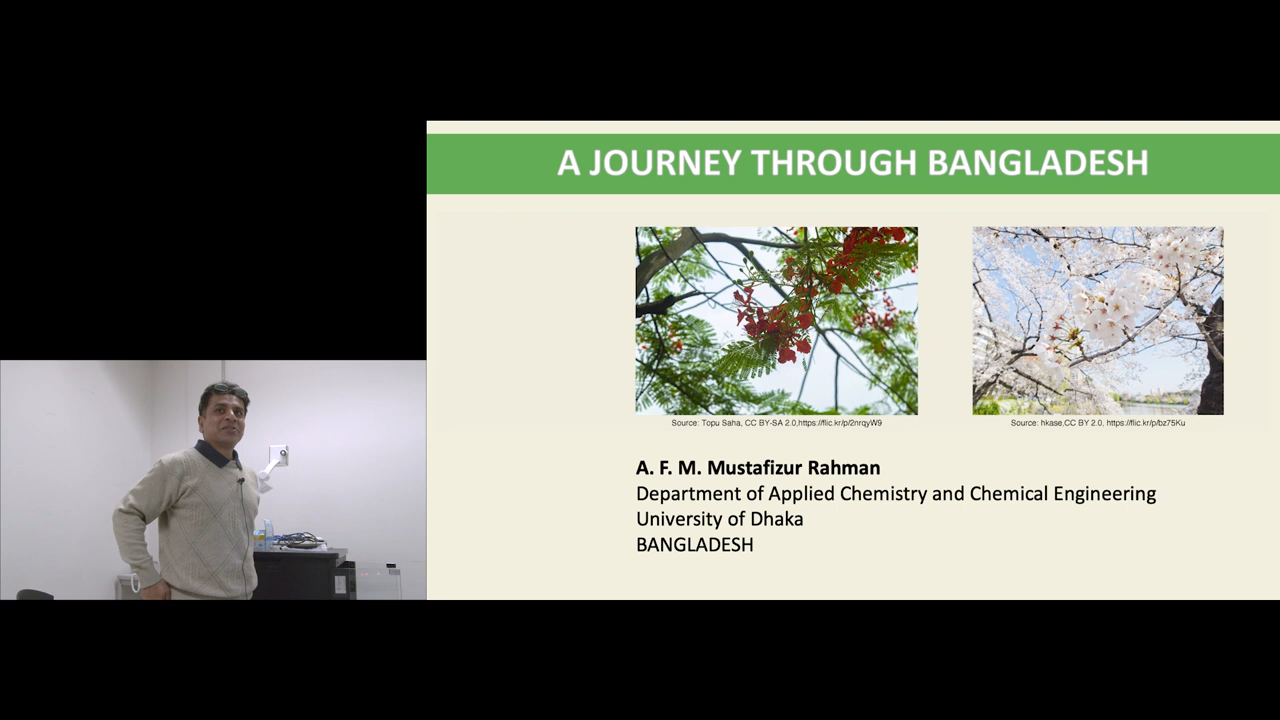 A JOURNEY THROUGH BANGLADESH
Source: Topu Saha, CC BY-SA 2.0,https://flic.kr/p/2nrqyW9
Source: hkase,CC BY 2.0, https://flic.kr/p/bz75Ku
A. F. M. Mustafizur Rahman
Department of Applied Chemistry and Chemical Engineering
University of Dhaka
BANGLADESH